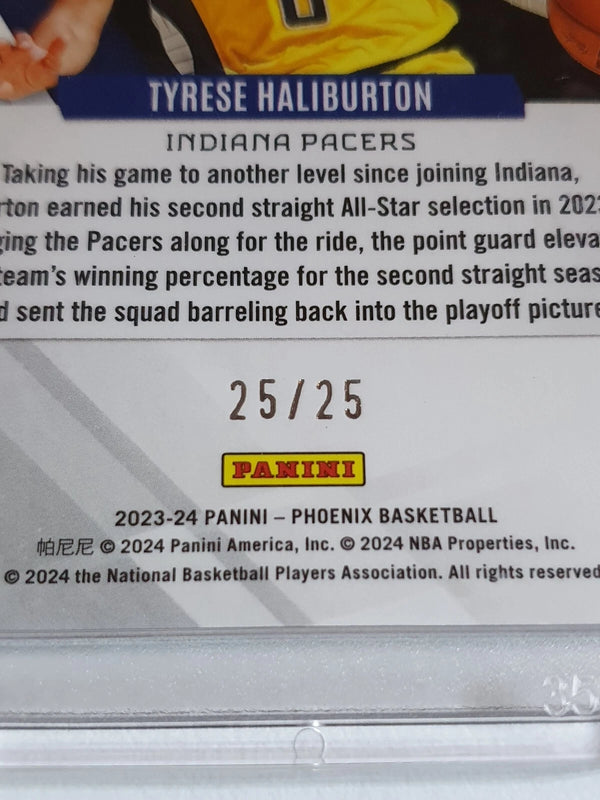 TYRESE HALIBURTON
INDIANA PACERS
Taking his game to another level since joining Indiana,
rton earned his second straight All-Star selection in 202
ging the Pacers along for the ride, the point guard eleva
team's winning percentage for the second straight seas
d sent the squad barreling back into the playoff picture
25/25
PANINI
2023-24 PANINI – PHOENIX BASKETBALL
帕尼尼 © 2024 Panini America, Inc. © 2024 NBA Properties, Inc.
© 2024 the National Basketball Players Association. All rights reserved
35